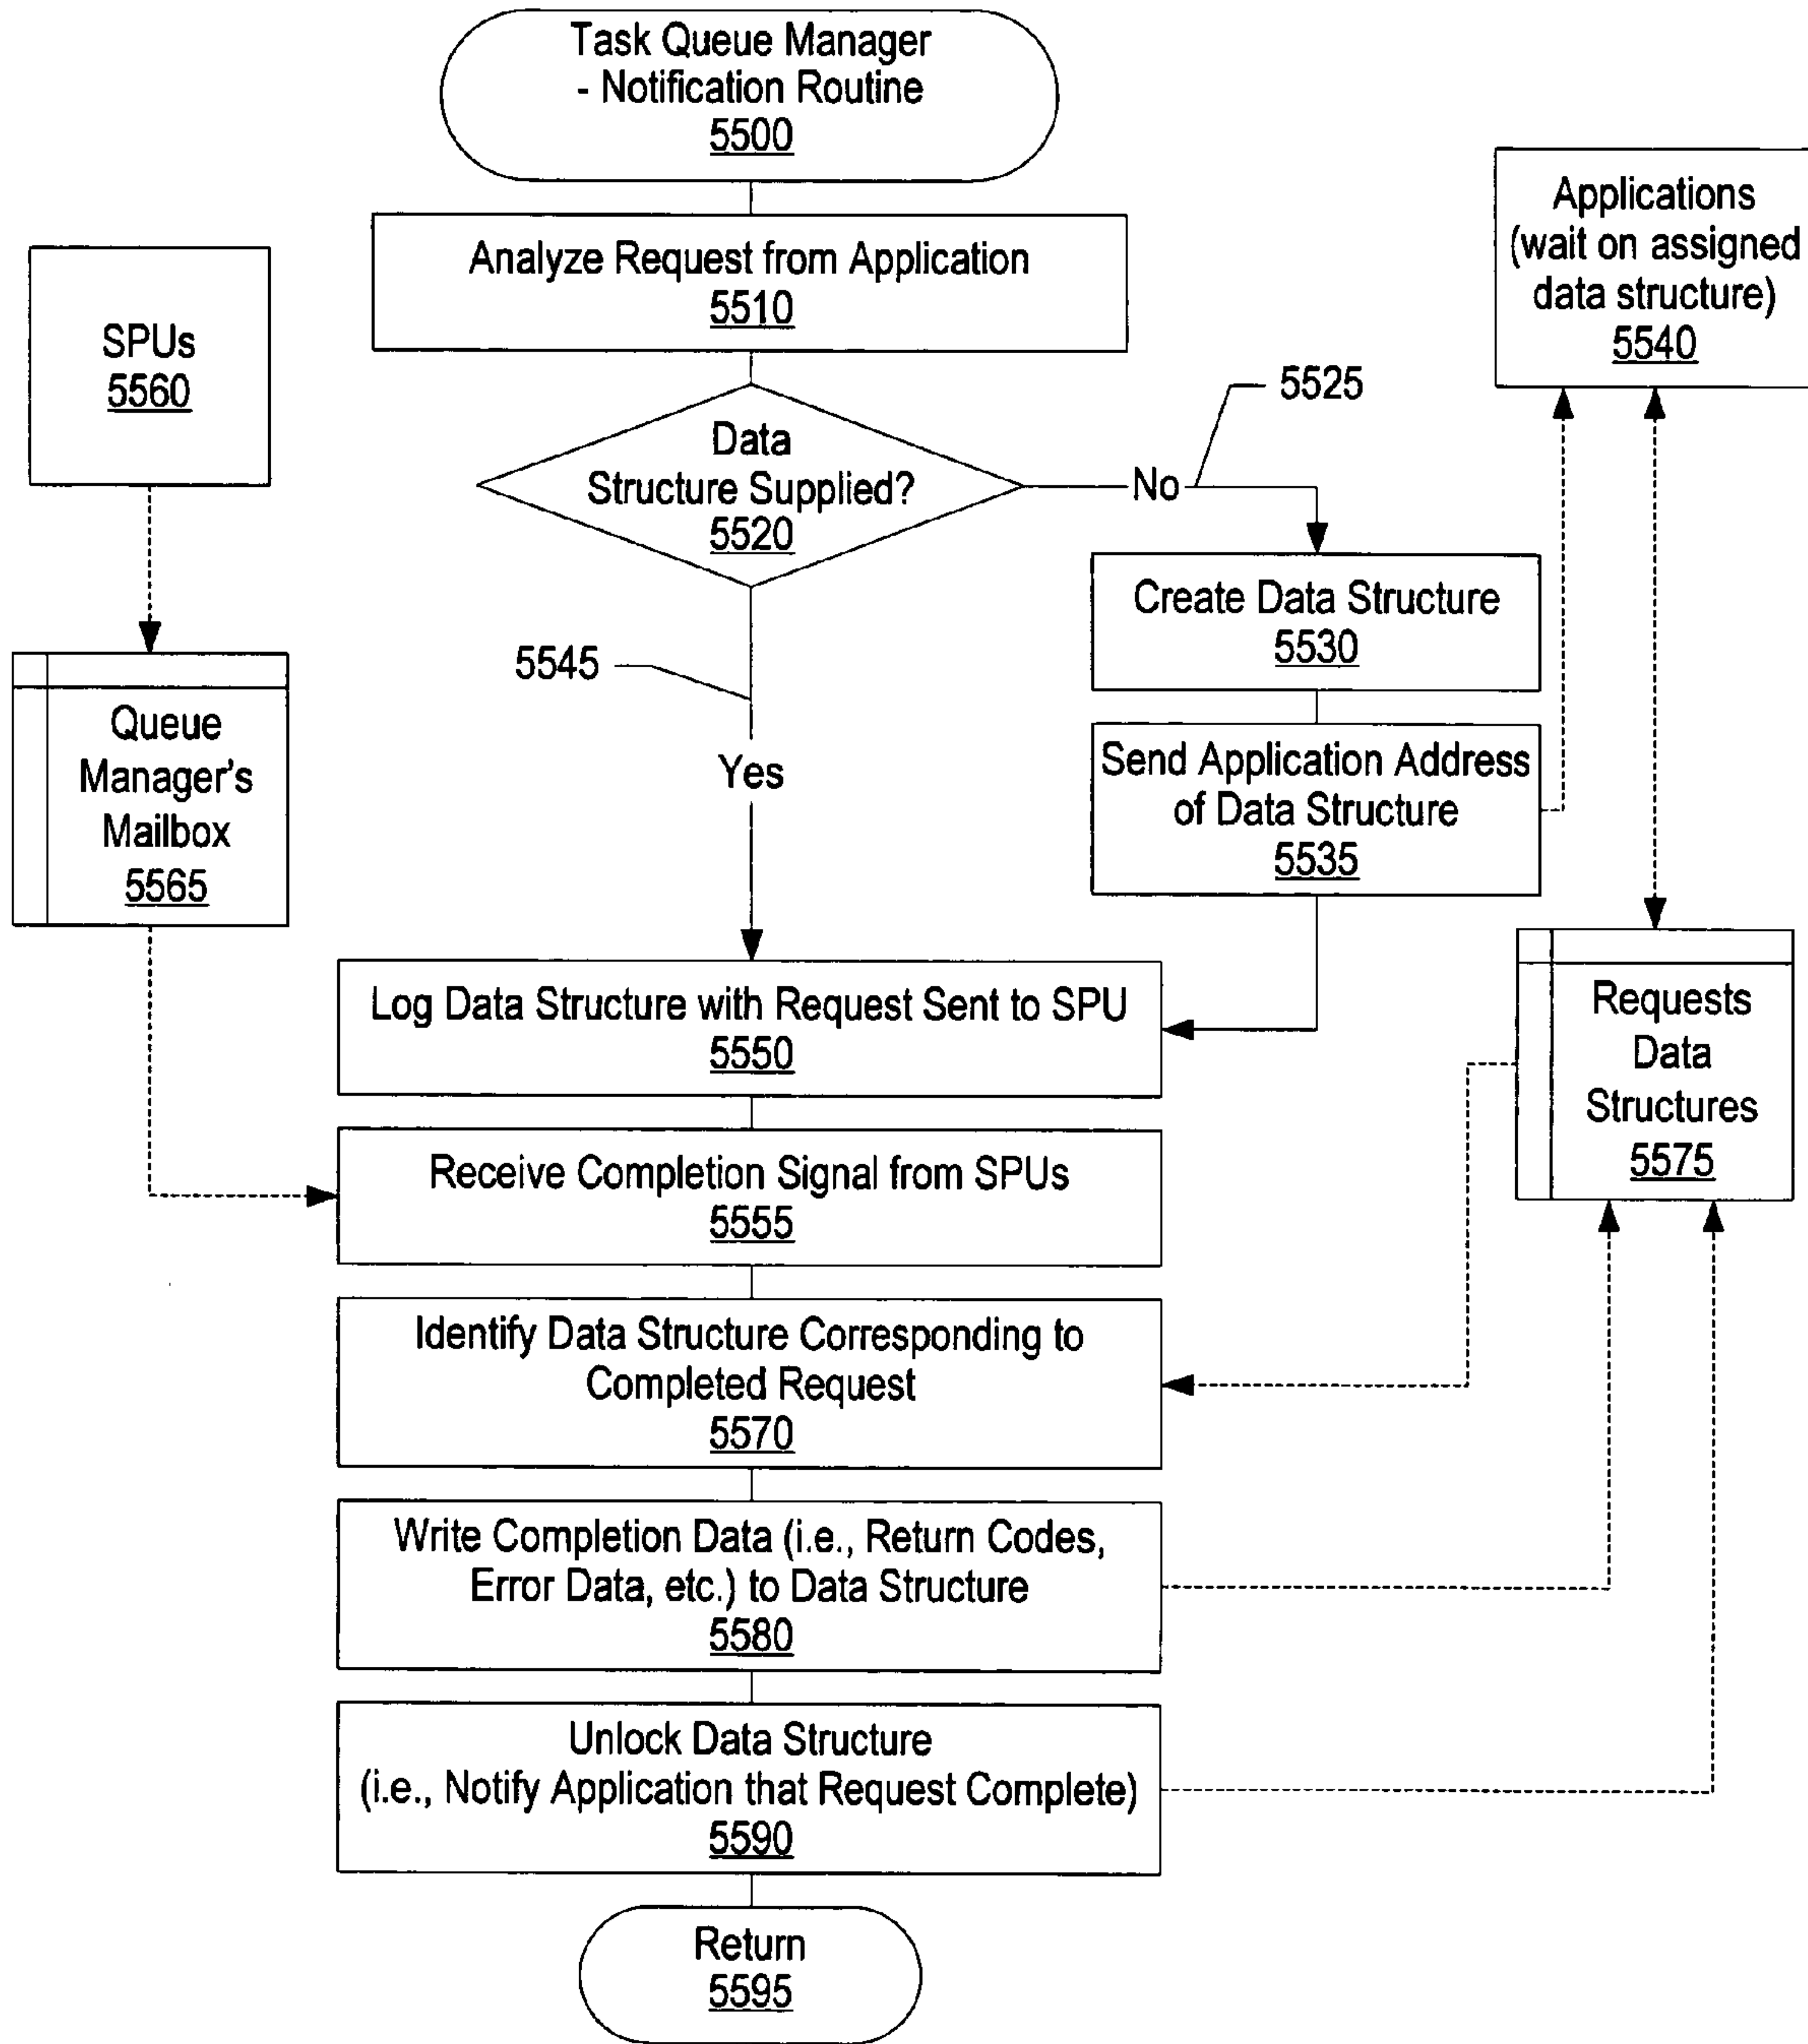 Task Queue Manager
- Notification Routine
5500
Analyze Request from Application
5510
Applications
(wait on assigned
data structure)
5540
SPUs
5560
5525
Data
Structure Supplied?
5520
No
Create Data Structure
5530
5545
Yes
Queue
Manager's
Mailbox
5565
Send Application Address
of Data Structure
5535
Log Data Structure with Request Sent to SPU
5550
Requests
Data
Structures
5575
Receive Completion Signal from SPUs
5555
Identify Data Structure Corresponding to
Completed Request
5570
Write Completion Data (i.e., Return Codes,
Error Data, etc.) to Data Structure
5580
Unlock Data Structure
(i.e., Notify Application that Request Complete)
5590
Return
5595